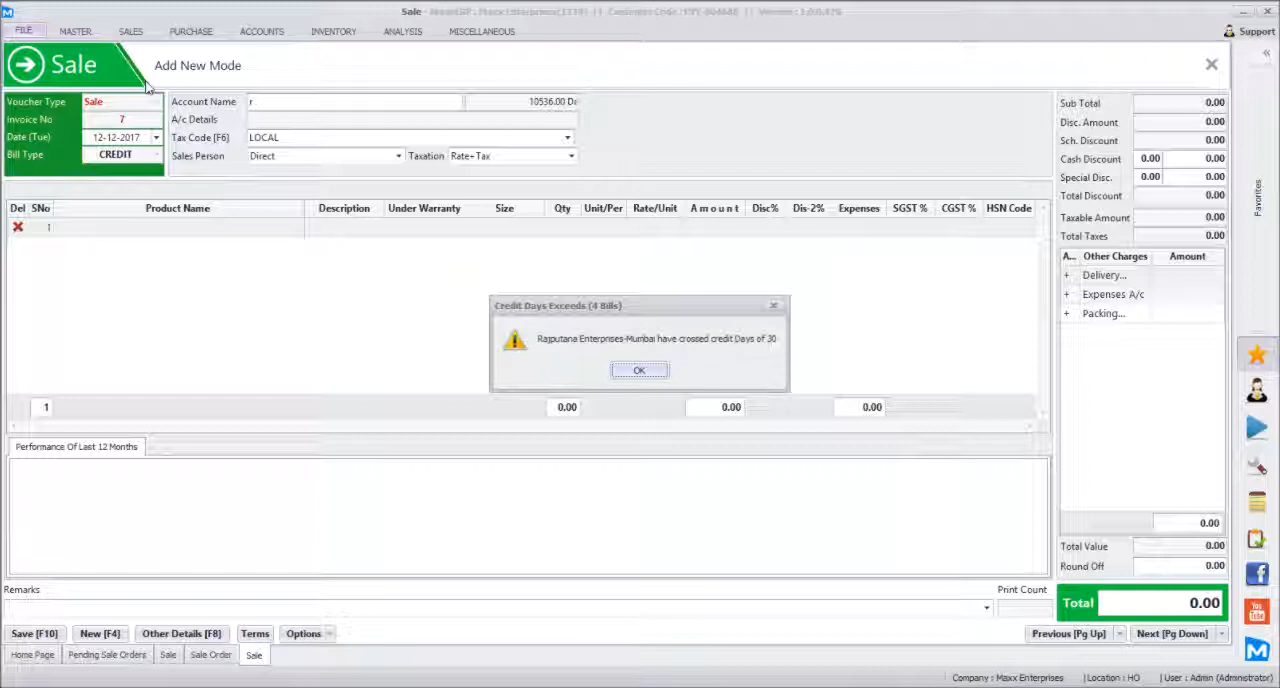 Sale
FILE MASTER SALES PURCHASE ACCOUNTS INVENTORY ANALYSIS MISCELLANEOUS Support
Sale Add New Mode
Voucher Type Sale Account Name r 10536.00 Sub Total 0.00
Invoice No 7 A/c Details Disc. Amount 0.00
Date (Tue) 12-12-2017 Tax Code [F6] LOCAL Sch. Discount 0.00
Bill Type CREDIT Sales Person Direct Taxation Rate+Tax Cash Discount 0.00 0.00
Special Disc. 0.00 0.00
Total Discount 0.00
Favorites
Del SNo Product Name Description Under Warranty Size Qty Unit/Per Rate/Unit A m o u n t Disc% Dis-2% Expenses SGST % CGST % HSN Code
1
Taxable Amount 0.00
Total Taxes 0.00
A... Other Charges Amount
+ Delivery...
+ Expenses A/c
+ Packing...
Credit Days Exceeds (4 Bills)
Rajputana Enterprises-Mumbai have crossed credit Days of 30
OK
1 0.00 0.00 0.00
Performance Of Last 12 Months
0.00
Total Value 0.00
Round Off 0.00
Remarks Print Count
Total 0.00
Save [F10] New [F4] Other Details [F8] Terms Options Previous [Pg Up] Next [Pg Down]
Home Page Pending Sale Orders Sale Sale Order Sale
You Tube
Company : Maxx Enterprises | Location : HO | User : Admin (Administrator)